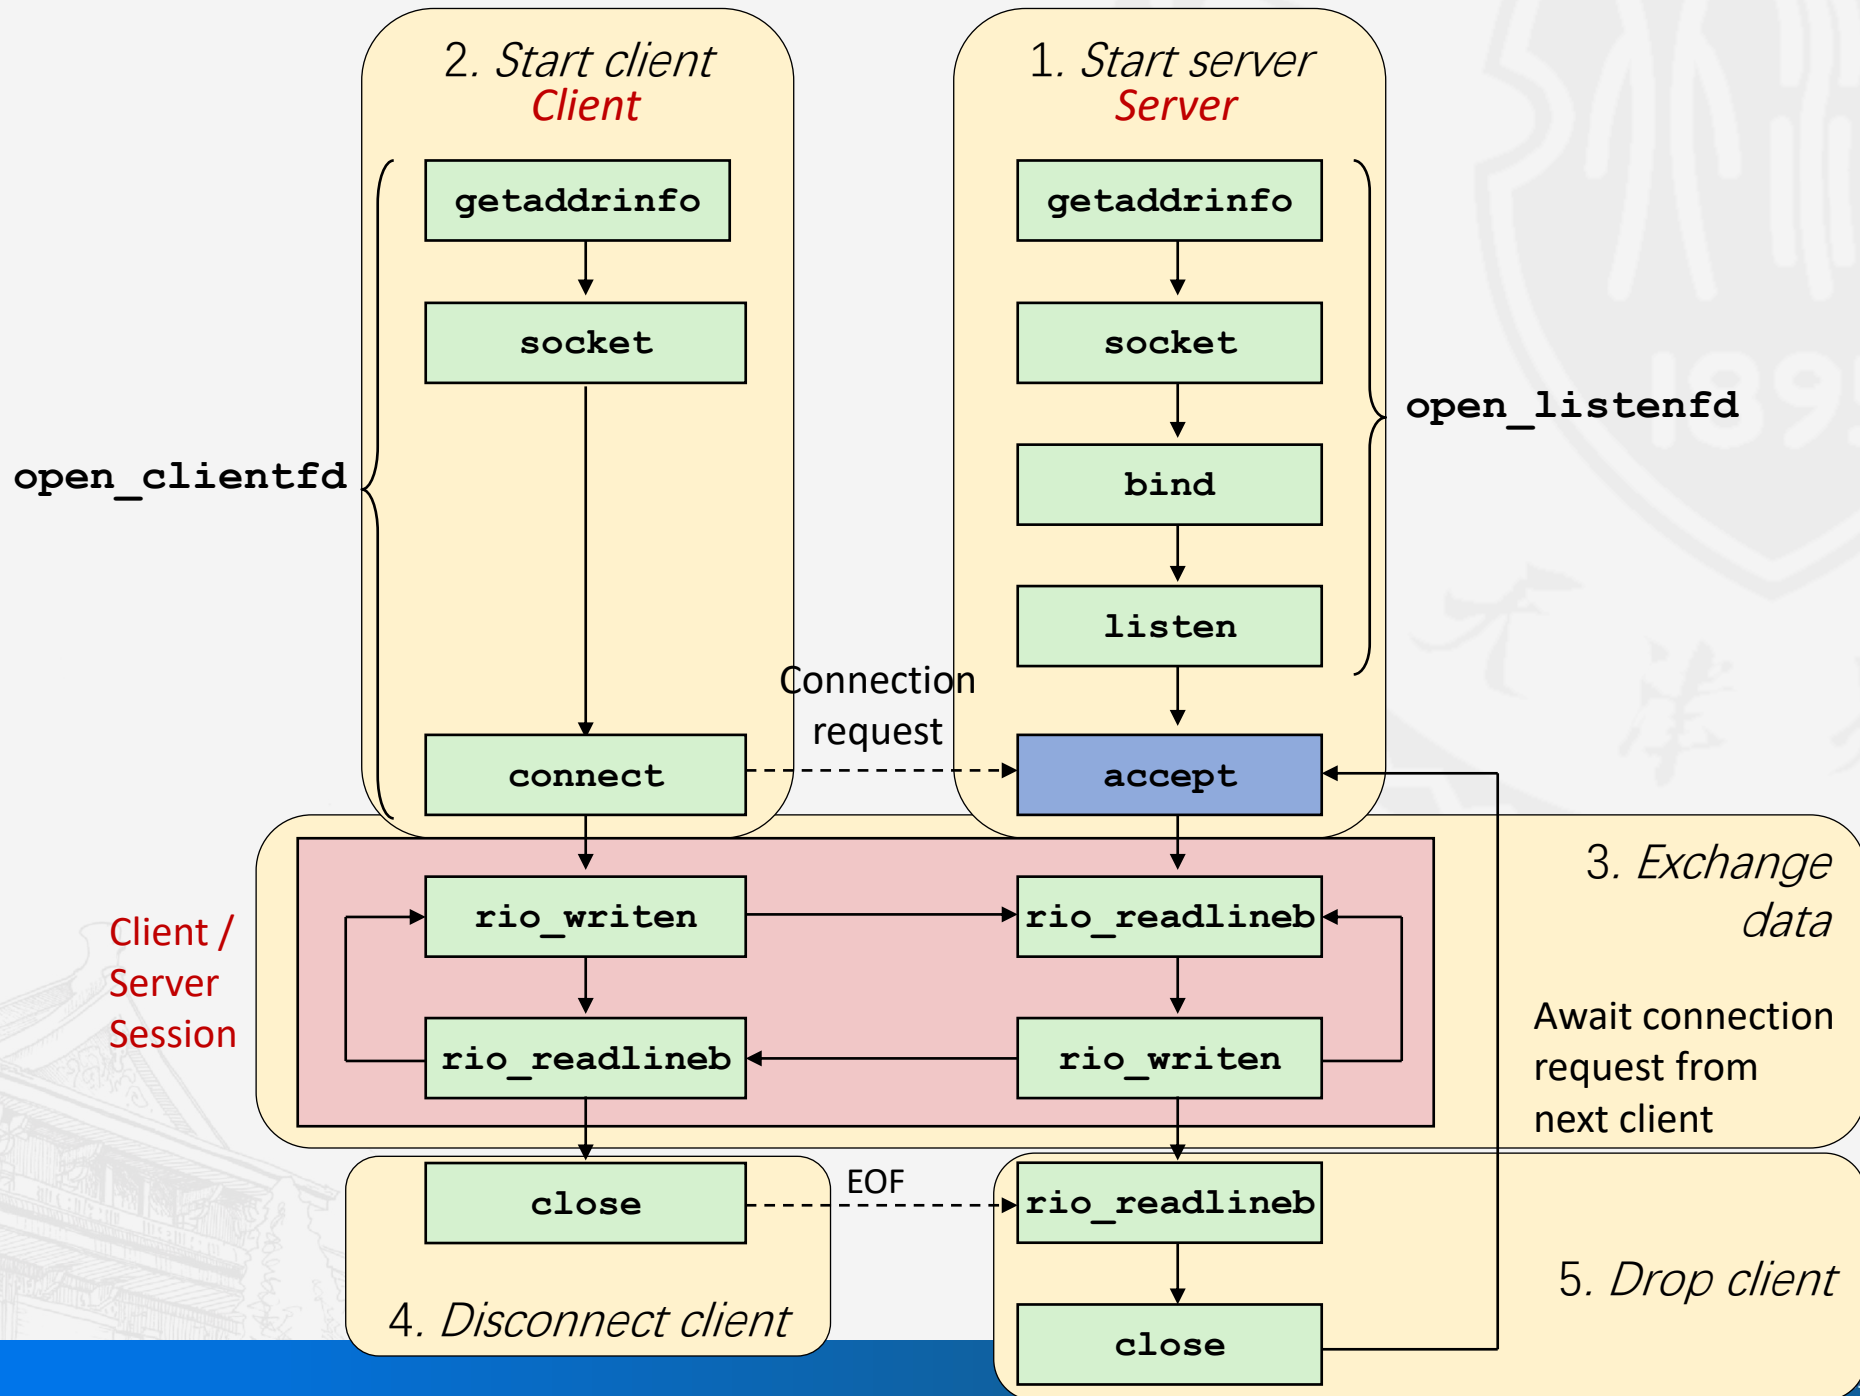 2. Start client
Client
1. Start server
Server
getaddrinfo
getaddrinfo
socket
socket
open_listenfd
open_clientfd
bind
listen
Connection
request
connect
accept
3. Exchange
data
Client /
Server
Session
rio_writen
rio_readlineb
Await connection
request from
next client
rio_readlineb
rio_writen
close
EOF
rio_readlineb
4. Disconnect client
5. Drop client
close